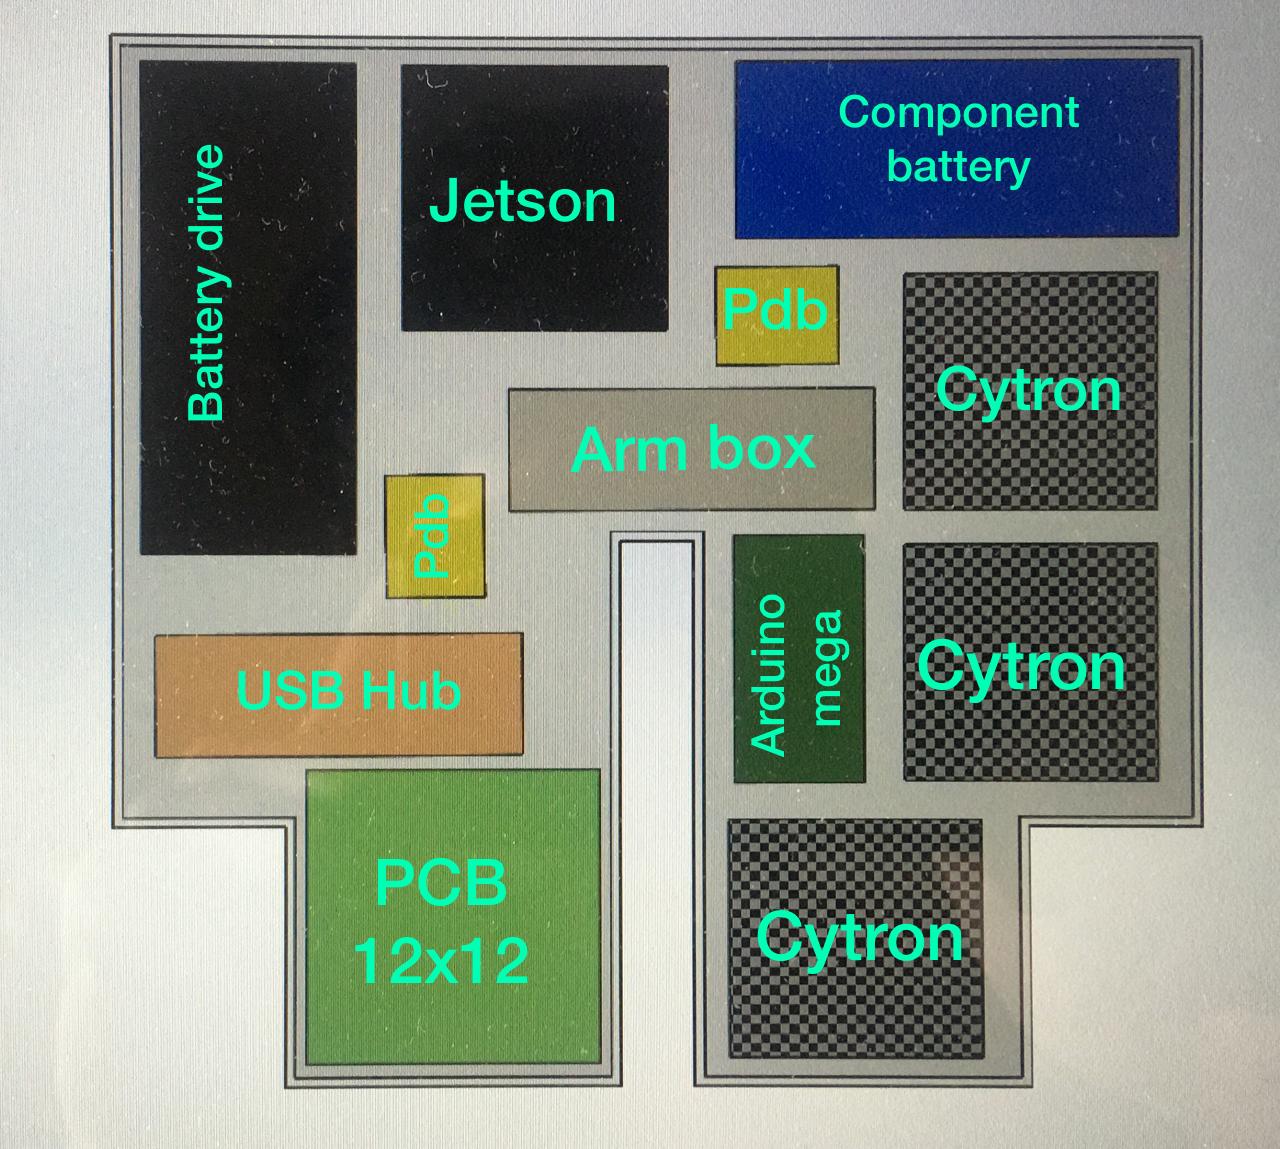 Battery drive
Jetson
Component
battery
Pdb
Cytron
Arm box
Pdb
Arduino
mega
Cytron
USB Hub
PCB
12x12
Cytron